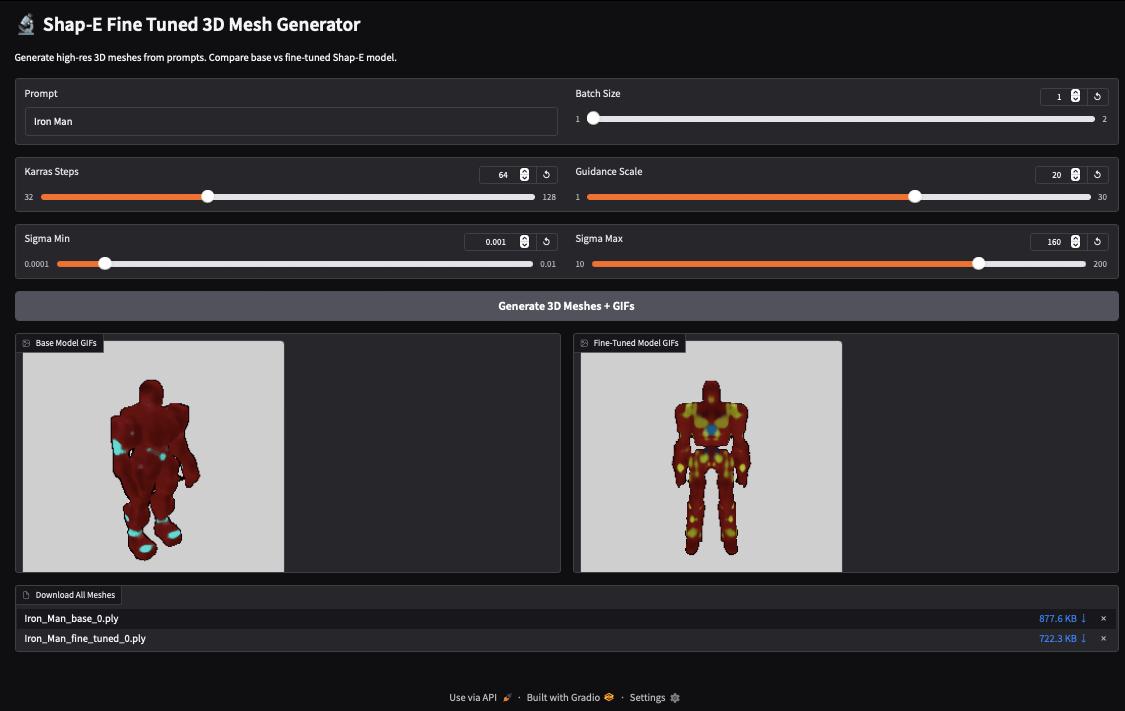 Shap-E Fine Tuned 3D Mesh Generator
Generate high-res 3D meshes from prompts. Compare base vs fine-tuned Shap-E model.
Prompt
Iron Man
Batch Size
1
1
2
Karras Steps
64
32
128
Guidance Scale
20
1
30
Sigma Min
0.001
0.0001
0.01
Sigma Max
160
10
200
Generate 3D Meshes + GIFs
Base Model GIFs
Fine-Tuned Model GIFs
Download All Meshes
Iron_Man_base_0.ply 877.6 KB ↓ ×
Iron_Man_fine_tuned_0.ply 722.3 KB ↓ ×
Use via API · Built with Gradio · Settings